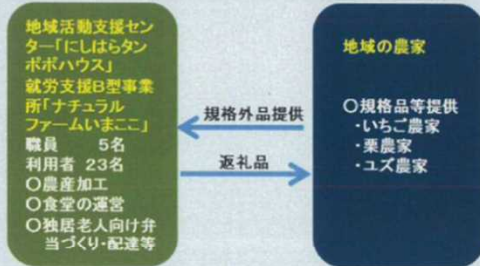 地域活動支援セン
ター「にしはらタン
ポポハウス」
就労支援B型事業
所「ナチュラル
ファームいまここ」
職員　　5名
利用者　23名
○農産加工
○食堂の運営
○独居老人向け弁
当づくり・配達等
規格外品提供
返礼品
地域の農家
○規格品等提供
・いちご農家
・栗農家
・ユズ農家